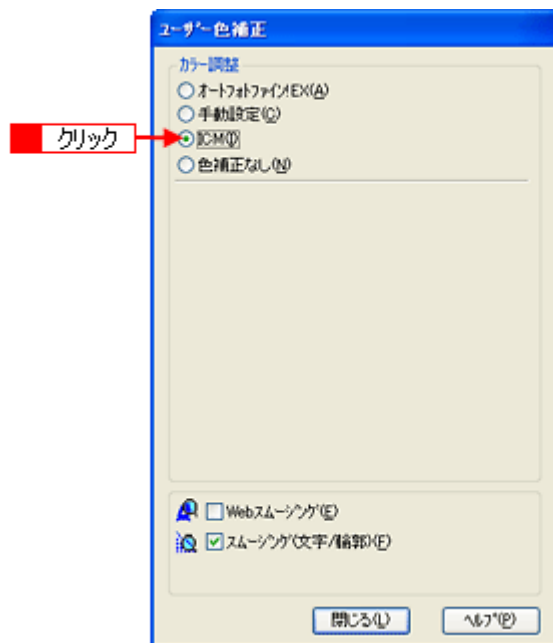 ユーザー色補正
カラー調整
オートフォトファイン!EX(A)
手動設定(C)
クリック
ICM(I)
色補正なし(N)
Webスムージング(E)
スムージング(文字/輪郭)(F)
閉じる(L)
ヘルプ(P)